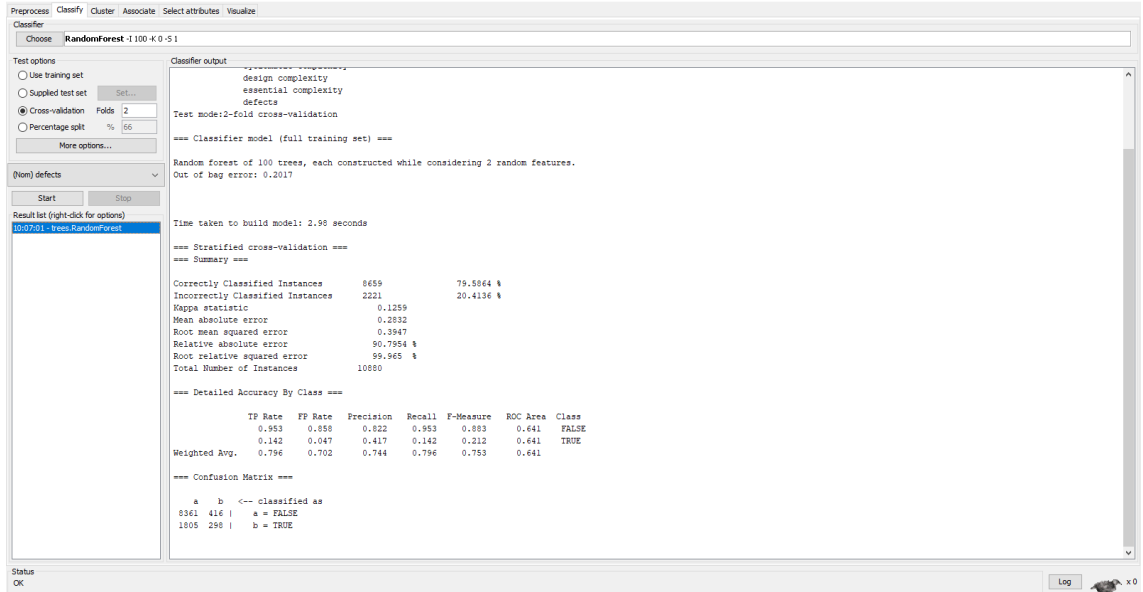 Preprocess Classify Cluster Associate Select attributes Visualize
Classifier
Choose RandomForest -I 100 -K 0 -S 1
Test options
Use training set
Supplied test set Set...
Cross-validation Folds 2
Percentage split % 66
More options...
(Nom) defects
Start Stop
Result list (right-click for options)
10:07:01 - trees.RandomForest
Classifier output
design complexity
essential complexity
defects
Test mode:2-fold cross-validation
=== Classifier model (full training set) ===
Random forest of 100 trees, each constructed while considering 2 random features.
Out of bag error: 0.2017
Time taken to build model: 2.98 seconds
=== Stratified cross-validation ===
=== Summary ===
Correctly Classified Instances 8659 79.5864 %
Incorrectly Classified Instances 2221 20.4136 %
Kappa statistic 0.1259
Mean absolute error 0.2832
Root mean squared error 0.3947
Relative absolute error 90.7954 %
Root relative squared error 99.965 %
Total Number of Instances 10880
=== Detailed Accuracy By Class ===
TP Rate FP Rate Precision Recall F-Measure ROC Area Class
0.953 0.858 0.822 0.953 0.883 0.641 FALSE
0.142 0.047 0.417 0.142 0.212 0.641 TRUE
Weighted Avg. 0.796 0.702 0.744 0.796 0.753 0.641
=== Confusion Matrix ===
a b <-- classified as
8361 416 | a = FALSE
1805 298 | b = TRUE
Status
OK
Log x 0